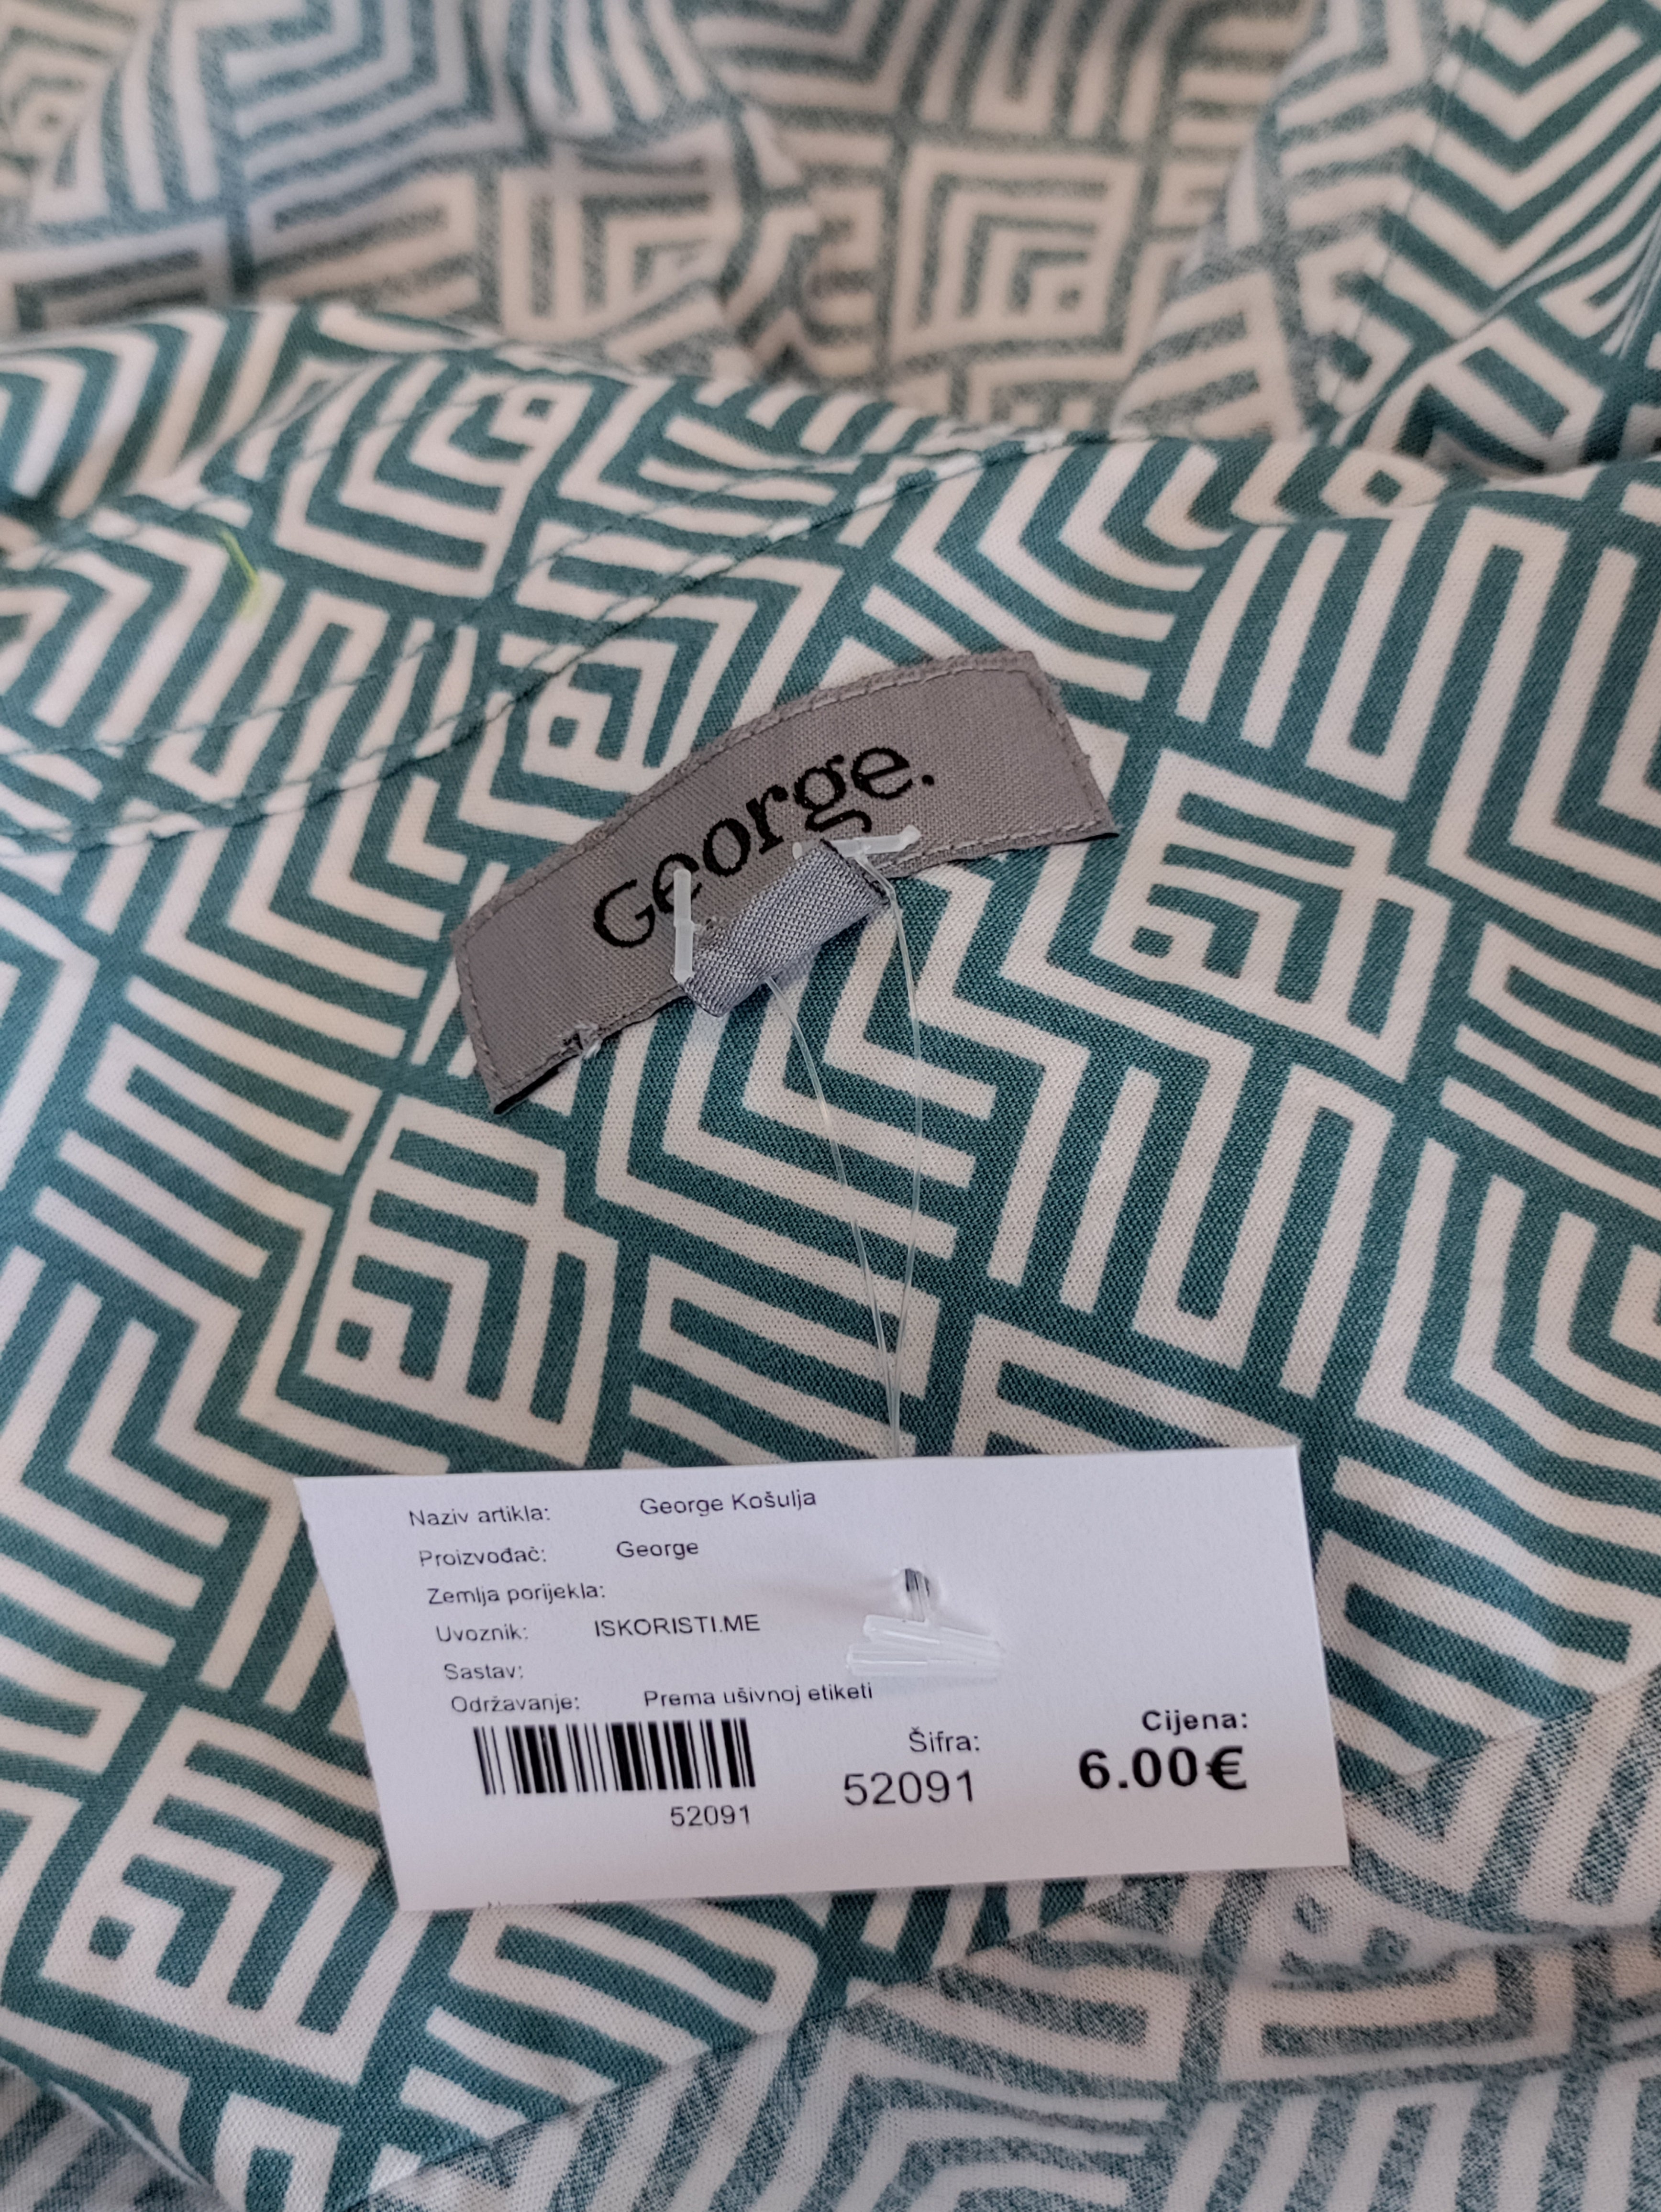 George.
Naziv artikla: George Košulja
Proizvođač: George
Zemlja porijekla:
Uvoznik: ISKORISTI.ME
Sastav:
Održavanje: Prema ušivnoj etiketi
Šifra: Cijena:
52091 6.00€
52091